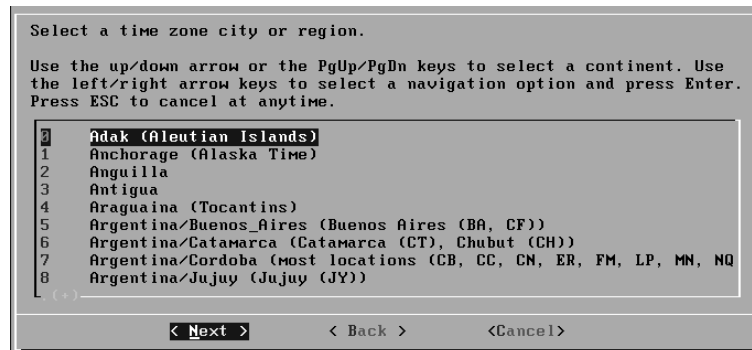 Select a time zone city or region.
Use the up/down arrow or the PgUp/PgDn keys to select a continent. Use
the left/right arrow keys to select a navigation option and press Enter.
Press ESC to cancel at anytime.
0 Adak (Aleutian Islands)
1 Anchorage (Alaska Time)
2 Anguilla
3 Antigua
4 Araguaina (Tocantins)
5 Argentina/Buenos_Aires (Buenos Aires (BA, CF))
6 Argentina/Catamarca (Catamarca (CT), Chubut (CH))
7 Argentina/Cordoba (most locations (CB, CC, CN, ER, FM, LP, MN, NQ
8 Argentina/Jujuy (Jujuy (JY))
(+)
< Next > < Back > <Cancel>